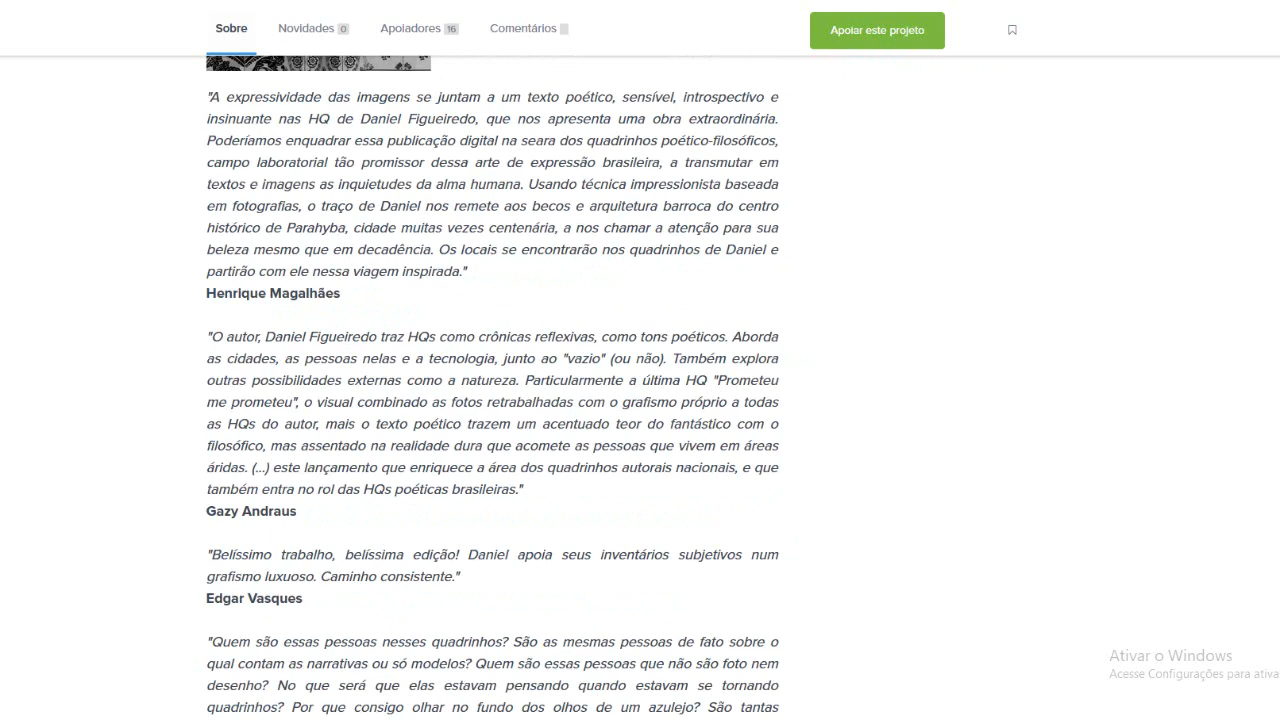 Sobre Novidades 0 Apoiadores 16 Comentários Apoiar este projeto
"A expressividade das imagens se juntam a um texto poético, sensível, introspectivo e
insinuante nas HQ de Daniel Figueiredo, que nos apresenta uma obra extraordinária.
Poderíamos enquadrar essa publicação digital na seara dos quadrinhos poético-filosóficos,
campo laboratorial tão promissor dessa arte de expressão brasileira, a transmutar em
textos e imagens as inquietudes da alma humana. Usando técnica impressionista baseada
em fotografias, o traço de Daniel nos remete aos becos e arquitetura barroca do centro
histórico de Parahyba, cidade muitas vezes centenária, a nos chamar a atenção para sua
beleza mesmo que em decadência. Os locais se encontrarão nos quadrinhos de Daniel e
partirão com ele nessa viagem inspirada."
Henrique Magalhães
"O autor, Daniel Figueiredo traz HQs como crônicas reflexivas, como tons poéticos. Aborda
as cidades, as pessoas nelas e a tecnologia, junto ao "vazio" (ou não). Também explora
outras possibilidades externas como a natureza. Particularmente a última HQ "Prometeu
me prometeu", o visual combinado as fotos retrabalhadas com o grafismo próprio a todas
as HQs do autor, mais o texto poético trazem um acentuado teor do fantástico com o
filosófico, mas assentado na realidade dura que acomete as pessoas que vivem em áreas
áridas. (...) este lançamento que enriquece a área dos quadrinhos autorais nacionais, e que
também entra no rol das HQs poéticas brasileiras."
Gazy Andraus
"Belíssimo trabalho, belíssima edição! Daniel apoia seus inventários subjetivos num
grafismo luxuoso. Caminho consistente."
Edgar Vasques
"Quem são essas pessoas nesses quadrinhos? São as mesmas pessoas de fato sobre o
qual contam as narrativas ou só modelos? Quem são essas pessoas que não são foto nem
desenho? No que será que elas estavam pensando quando estavam se tornando
quadrinhos? Por que consigo olhar no fundo dos olhos de um azulejo? São tantas
Ativar o Windows
Acesse Configurações para ativa